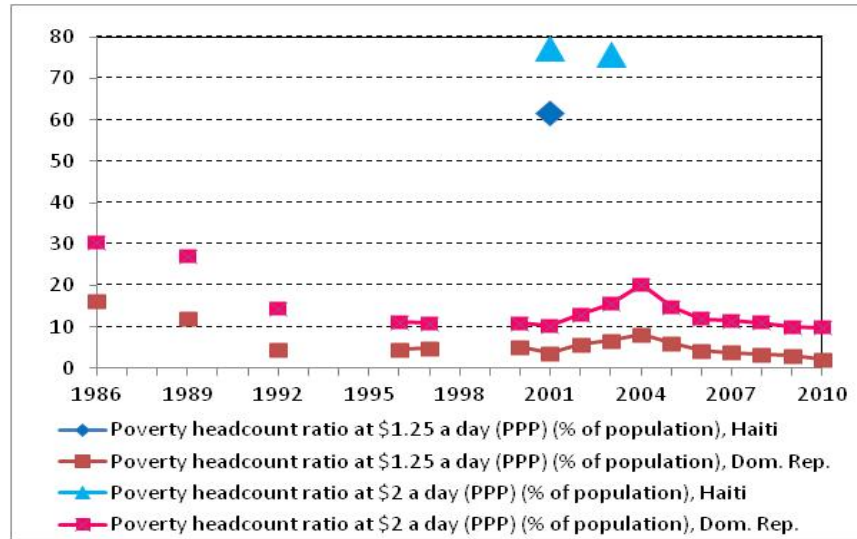 80
70
60
50
40
30
20
10
0
1986 1989 1992 1995 1998 2001 2004 2007 2010
Poverty headcount ratio at $1.25 a day (PPP) (% of population), Haiti
Poverty headcount ratio at $1.25 a day (PPP) (% of population), Dom. Rep.
Poverty headcount ratio at $2 a day (PPP) (% of population), Haiti
Poverty headcount ratio at $2 a day (PPP) (% of population), Dom. Rep.